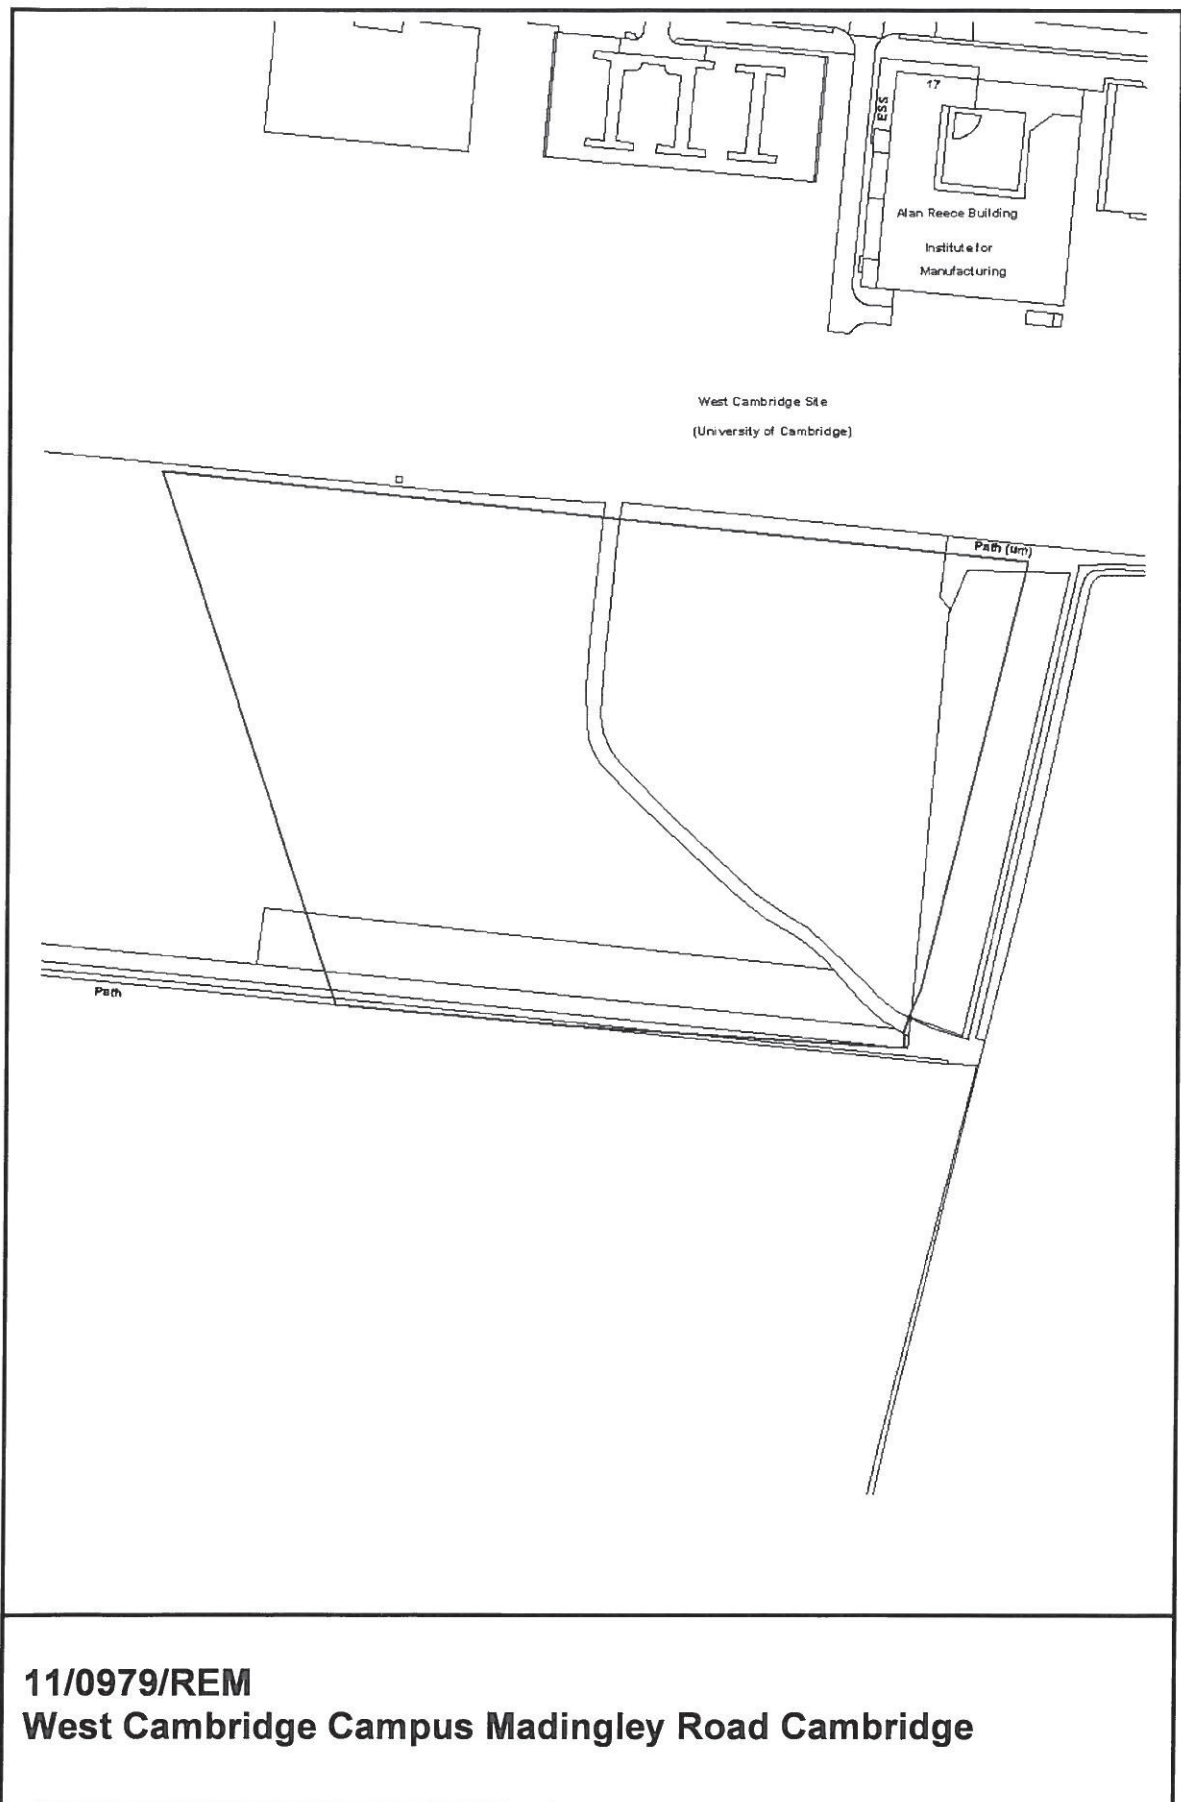 17
ESS
Alan Reece Building
Institute for
Manufacturing
West Cambridge Site
(University of Cambridge)
Path (um)
Path
11/0979/REM
West Cambridge Campus Madingley Road Cambridge